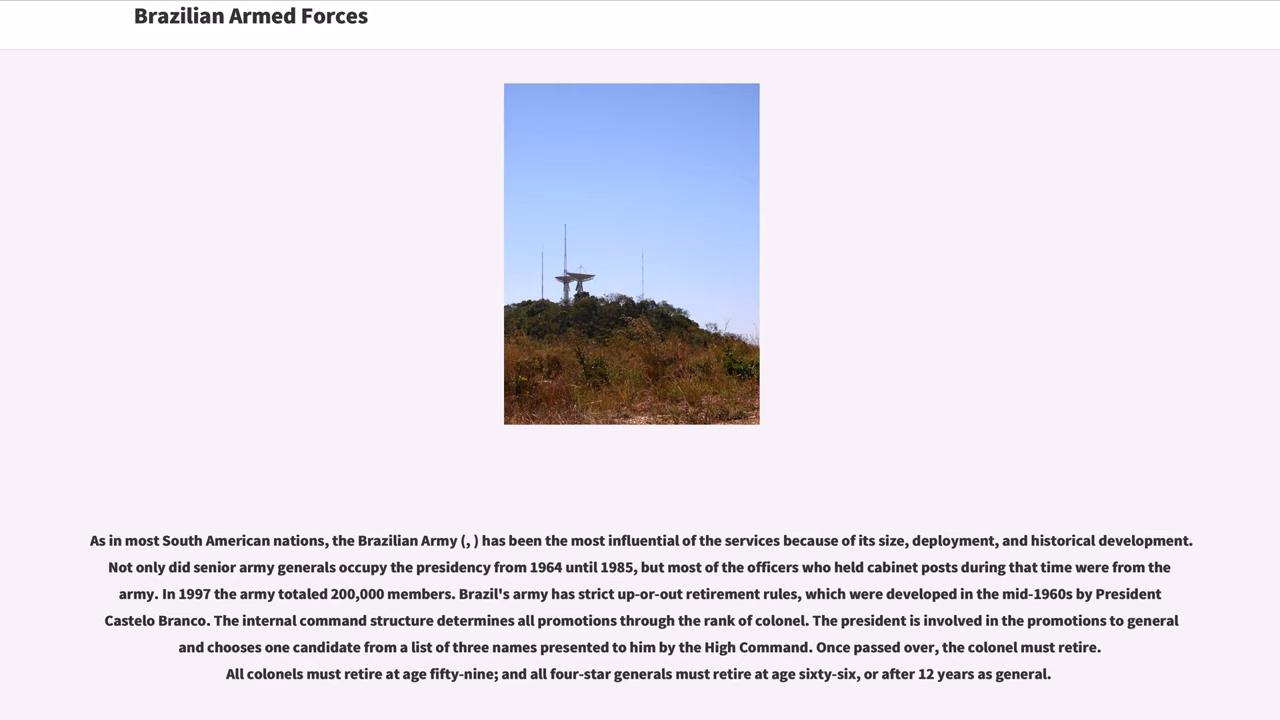 Brazilian Armed Forces
As in most South American nations, the Brazilian Army (, ) has been the most influential of the services because of its size, deployment, and historical development.
Not only did senior army generals occupy the presidency from 1964 until 1985, but most of the officers who held cabinet posts during that time were from the
army. In 1997 the army totaled 200,000 members. Brazil's army has strict up-or-out retirement rules, which were developed in the mid-1960s by President
Castelo Branco. The internal command structure determines all promotions through the rank of colonel. The president is involved in the promotions to general
and chooses one candidate from a list of three names presented to him by the High Command. Once passed over, the colonel must retire.
All colonels must retire at age fifty-nine; and all four-star generals must retire at age sixty-six, or after 12 years as general.